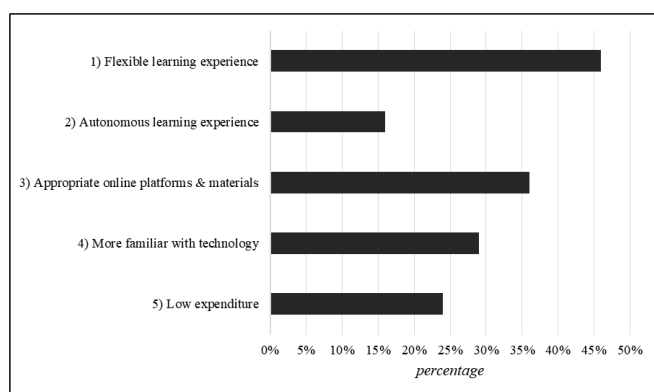 1) Flexible learning experience
2) Autonomous learning experience
3) Appropriate online platforms & materials
4) More familiar with technology
5) Low expenditure
0% 5% 10% 15% 20% 25% 30% 35% 40% 45% 50%
percentage